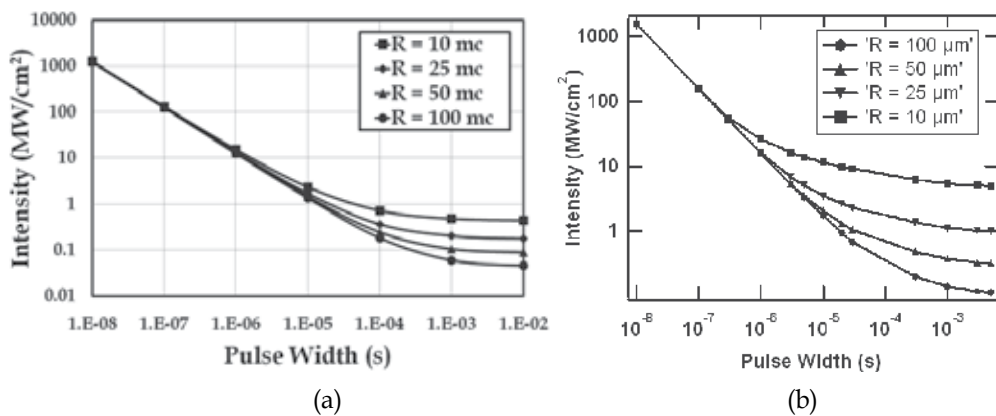 10000
1000
100
10
1
0.1
0.01
Intensity (MW/cm²)
R = 10 mc
R = 25 mc
R = 50 mc
R = 100 mc
1.E-08 1.E-07 1.E-06 1.E-05 1.E-04 1.E-03 1.E-02
Pulse Width (s)
(a)
b)
1000
100
10
1
Intensity (MW/cm²)
'R = 100 µm'
'R = 50 µm'
'R = 25 µm'
'R = 10 µm'
10⁻⁸ 10⁻⁷ 10⁻⁶ 10⁻⁵ 10⁻⁴ 10⁻³
Pulse Width (s)
(b)